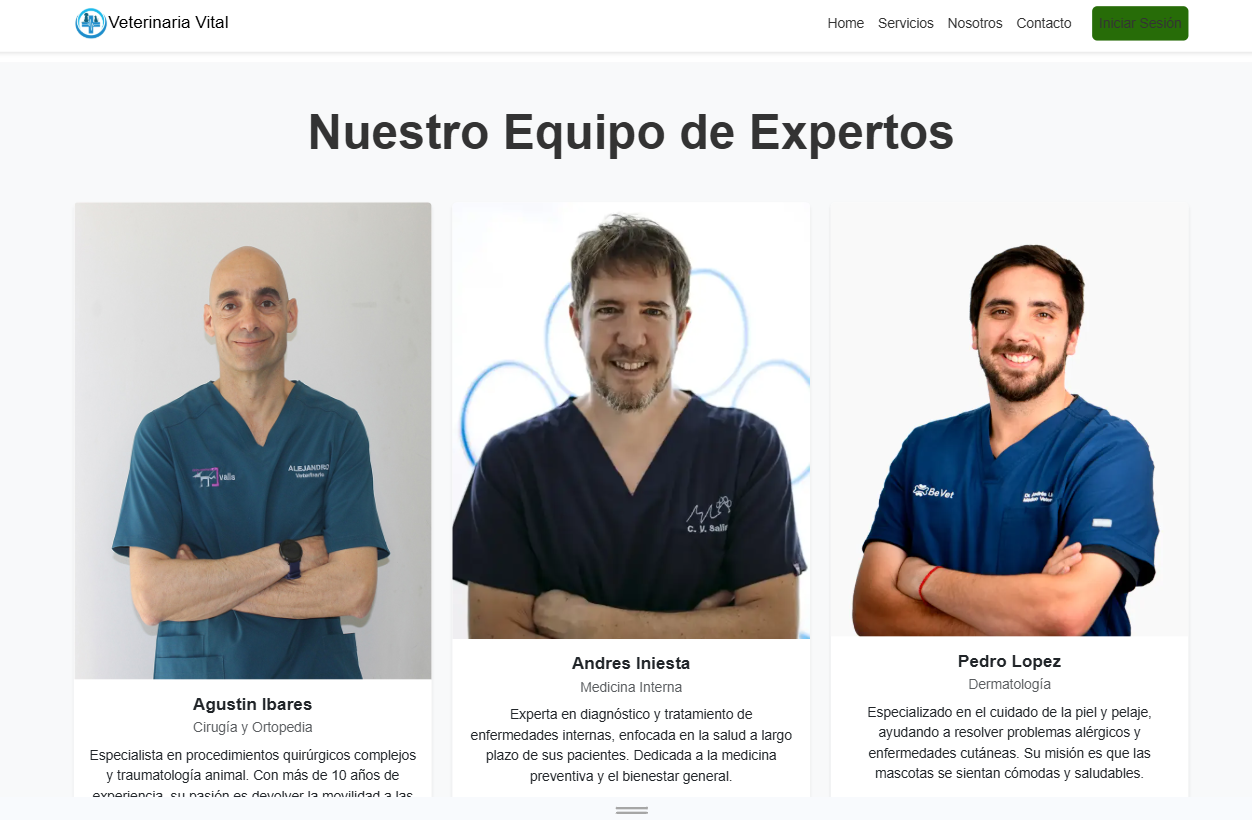 Veterinaria Vital
Home Servicios Nosotros Contacto Iniciar Sesión
Nuestro Equipo de Expertos
valla
ALEJANDRO
Veterinario
C. V. Salin
BeVet
Agustin Ibares
Cirugía y Ortopedia
Especialista en procedimientos quirúrgicos complejos
y traumatología animal. Con más de 10 años de
experiencia, su pasión es devolver la movilidad a las
Andres Iniesta
Medicina Interna
Experta en diagnóstico y tratamiento de
enfermedades internas, enfocada en la salud a largo
plazo de sus pacientes. Dedicada a la medicina
preventiva y el bienestar general.
Pedro Lopez
Dermatología
Especializado en el cuidado de la piel y pelaje,
ayudando a resolver problemas alérgicos y
enfermedades cutáneas. Su misión es que las
mascotas se sientan cómodas y saludables.